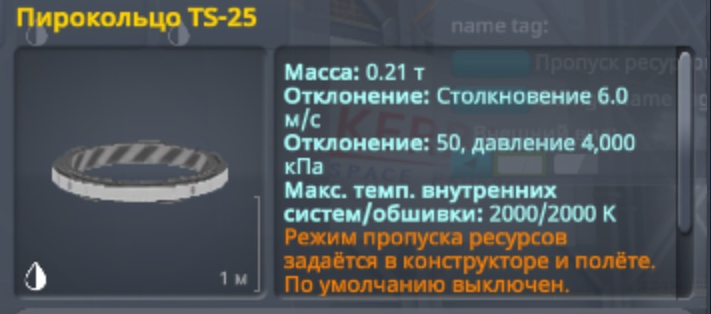 Пирокольцо TS-25
name tag:
Пропуск ресур
Масса: 0.21 т
Отклонение: Столкновение 6.0
м/с
Отклонение: 50, давление 4,000
кПа
Макс. темп. внутренних
систем/обшивки: 2000/2000 К
Режим пропуска ресурсов
задаётся в конструкторе и полёте.
По умолчанию выключен.
1 м